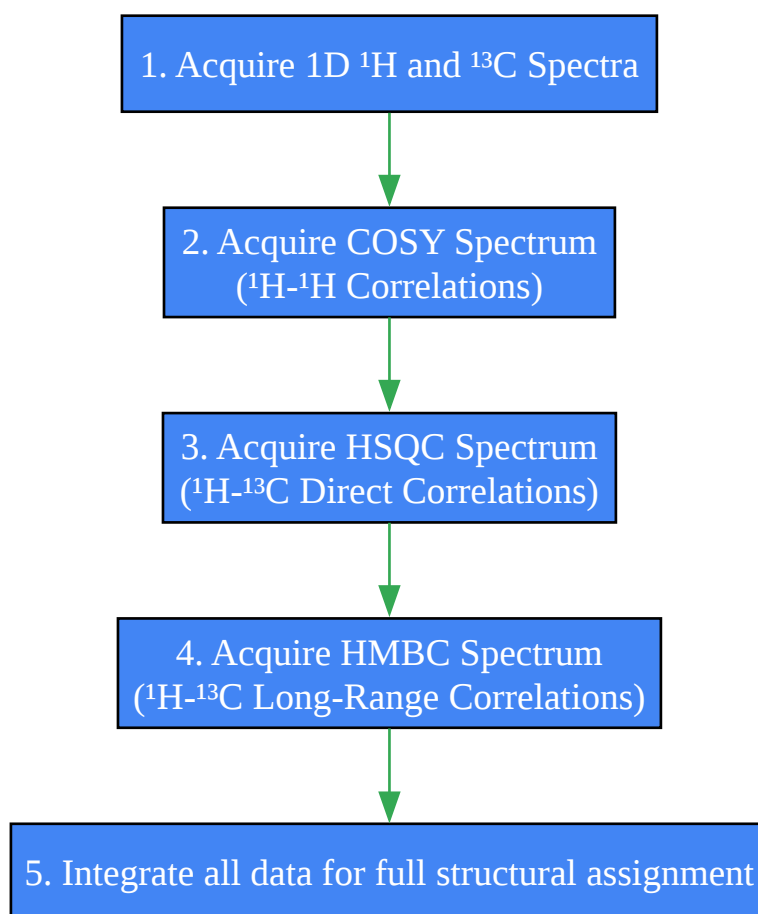 1. Acquire 1D ¹H and ¹³C Spectra
2. Acquire COSY Spectrum
(¹H-¹H Correlations)
3. Acquire HSQC Spectrum
(¹H-¹³C Direct Correlations)
4. Acquire HMBC Spectrum
(¹H-¹³C Long-Range Correlations)
5. Integrate all data for full structural assignment